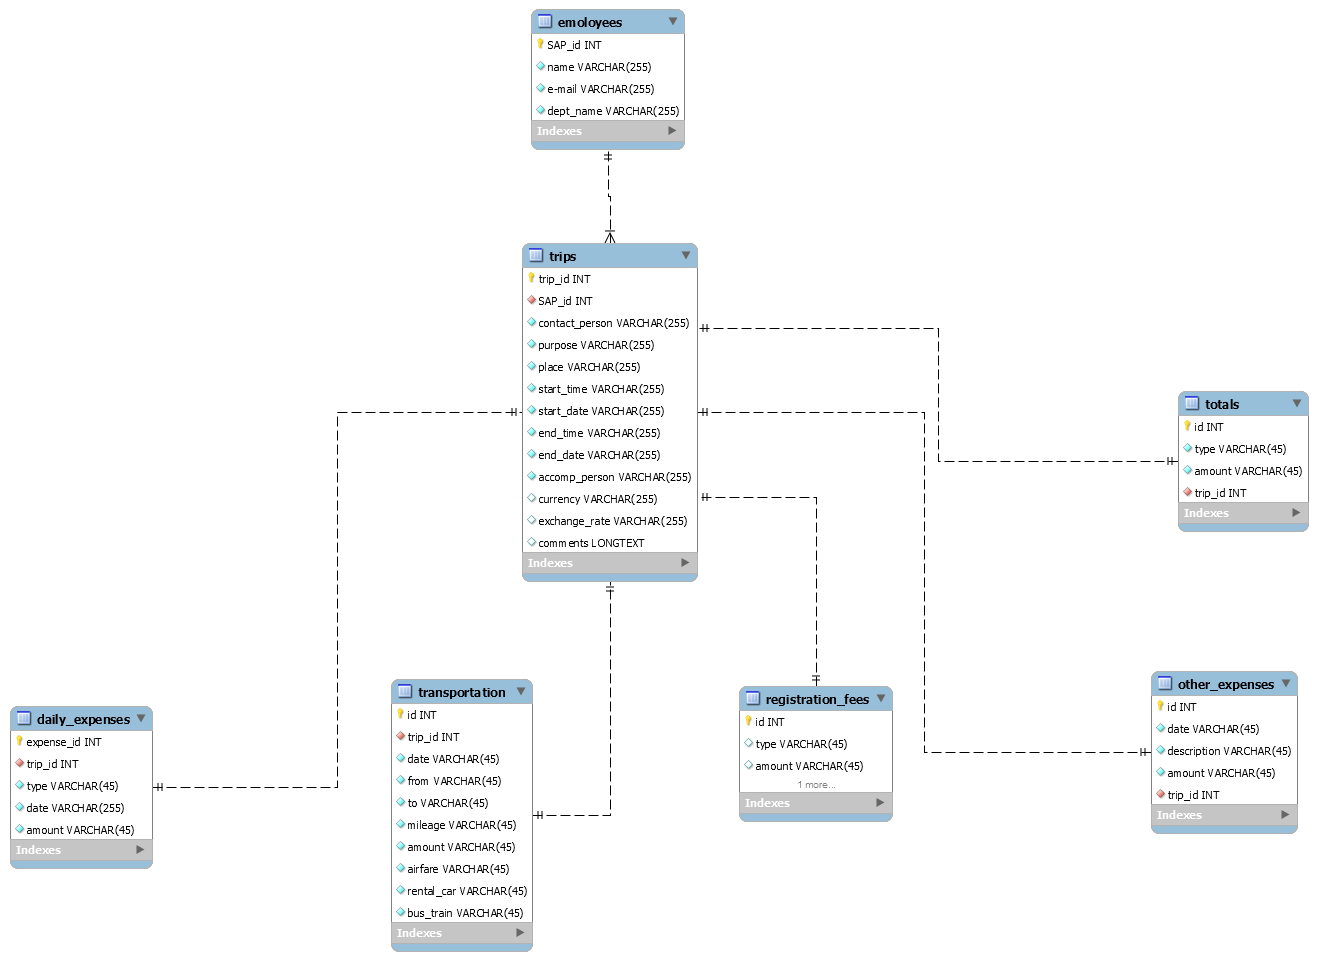 emoloyees
SAP_id INT
name VARCHAR(255)
e-mail VARCHAR(255)
dept_name VARCHAR(255)
Indexes
trips
trip_id INT
SAP_id INT
contact_person VARCHAR(255)
purpose VARCHAR(255)
place VARCHAR(255)
start_time VARCHAR(255)
start_date VARCHAR(255)
end_time VARCHAR(255)
end_date VARCHAR(255)
accomp_person VARCHAR(255)
currency VARCHAR(255)
exchange_rate VARCHAR(255)
comments LONGTEXT
Indexes
totals
id INT
type VARCHAR(45)
amount VARCHAR(45)
trip_id INT
Indexes
daily_expenses
expense_id INT
trip_id INT
type VARCHAR(45)
date VARCHAR(255)
amount VARCHAR(45)
Indexes
transportation
id INT
trip_id INT
date VARCHAR(45)
from VARCHAR(45)
to VARCHAR(45)
mileage VARCHAR(45)
amount VARCHAR(45)
airfare VARCHAR(45)
rental_car VARCHAR(45)
bus_train VARCHAR(45)
Indexes
registration_fees
id INT
type VARCHAR(45)
amount VARCHAR(45)
1 more...
Indexes
other_expenses
id INT
date VARCHAR(45)
description VARCHAR(45)
amount VARCHAR(45)
trip_id INT
Indexes